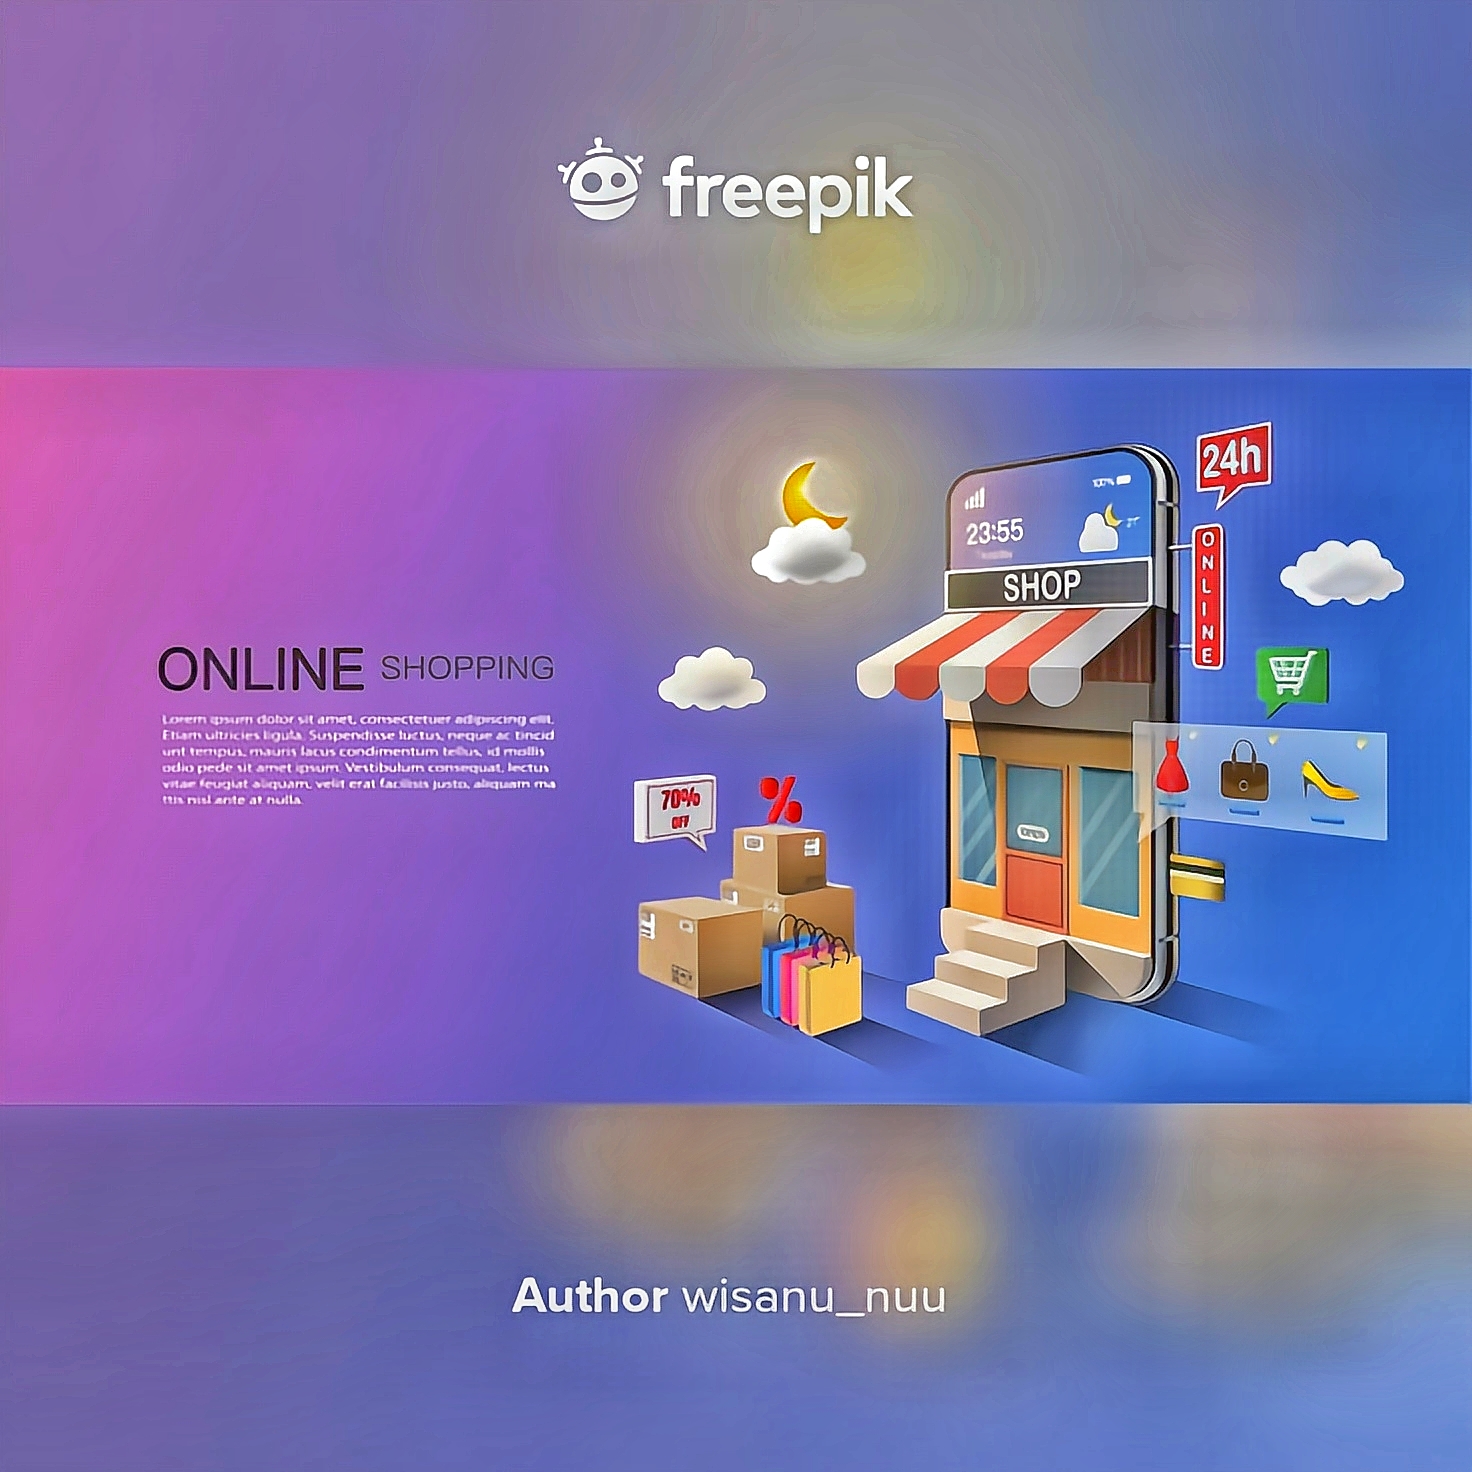 freepik
24h
100%
23:55
SHOP
ONLINE
ONLINE SHOPPING
Lorem ipsum dolor sit amet, consectetuer adipiscing elit.
Etiam ultricies ligula. Suspendisse luctus, neque ac tincid
unt tempus, mauris lacus condimentum tellus, id mollis
odio pede sit amet ipsum. Vestibulum consequat, lectus
vitae feugiat aliquam, velit erat facilisis justo, aliquam ma
ttis nisl ante at nulla.
70%
OFF
%
Author wisanu_nuu